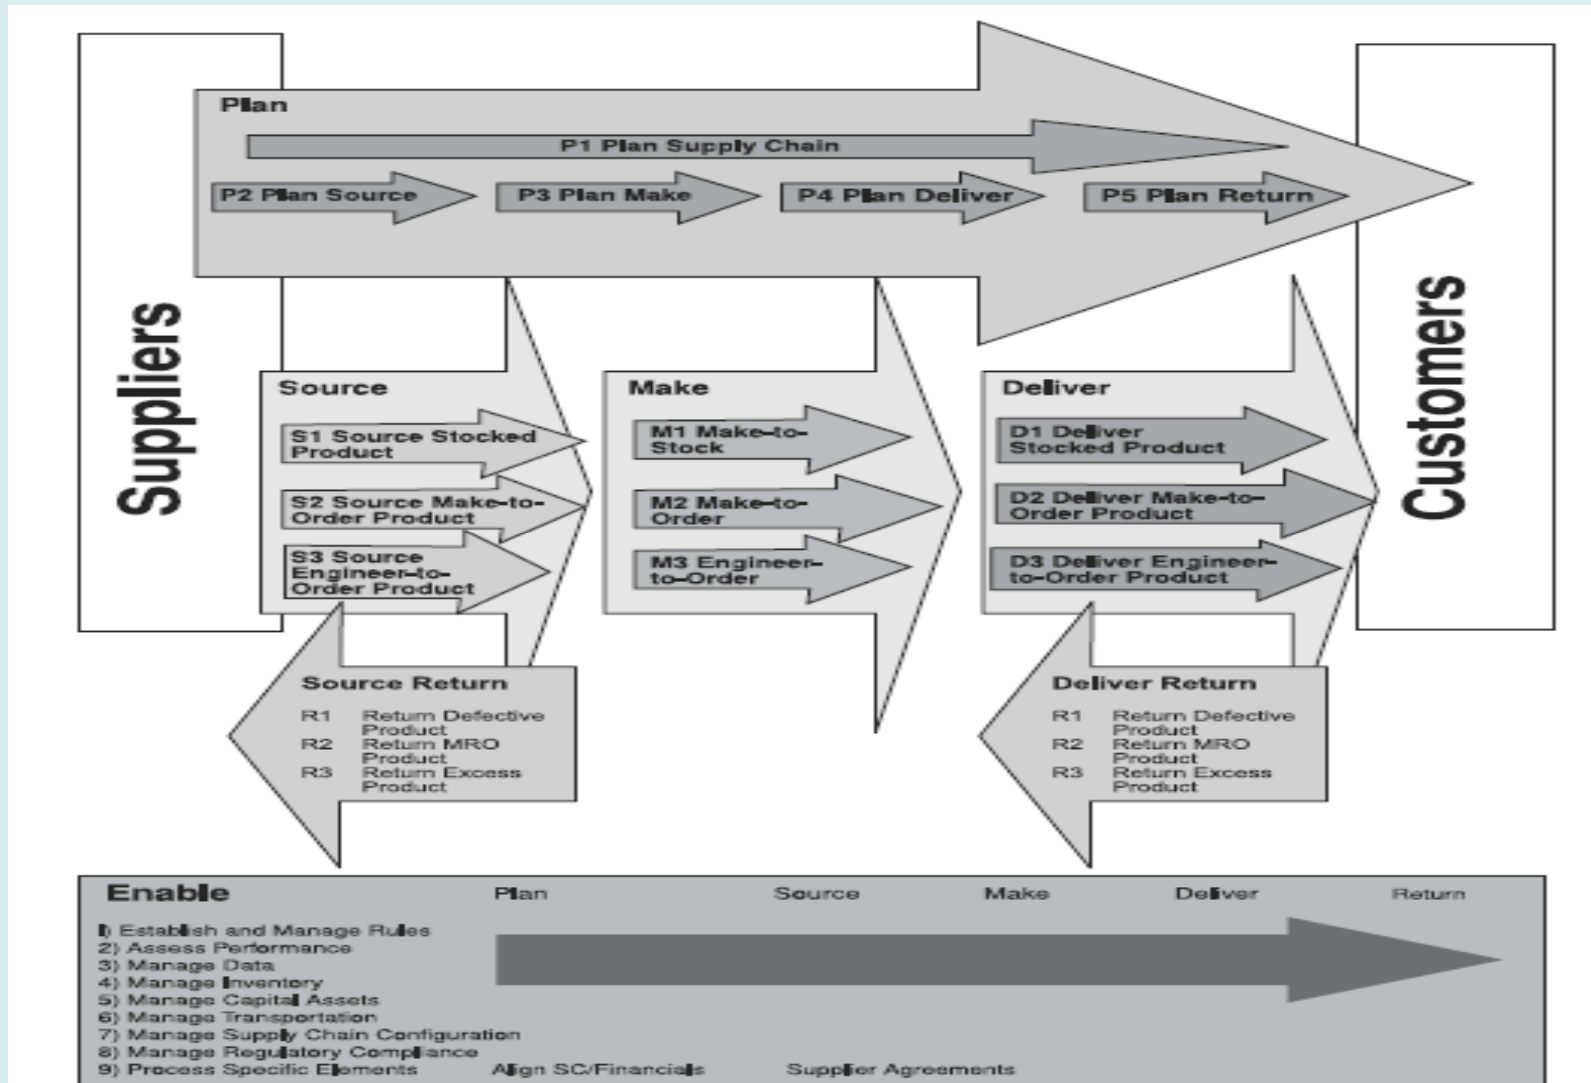 Plan
P1 Plan Supply Chain
P2 Plan Source
P3 Plan Make
P4 Plan Deliver
P5 Plan Return
Suppliers
Customers
Source
S1 Source Stocked
Product
S2 Source Make-to-
Order Product
S3 Source
Engineer-to-
Order Product
Make
M1 Make-to-
Stock
M2 Make-to-
Order
M3 Engineer-
to-Order
Deliver
D1 Deliver
Stocked Product
D2 Deliver Make-to-
Order Product
D3 Deliver Engineer-
to-Order Product
Source Return
R1 Return Defective
Product
R2 Return MRO
Product
R3 Return Excess
Product
Deliver Return
R1 Return Defective
Product
R2 Return MRO
Product
R3 Return Excess
Product
Enable Plan Source Make Deliver Return
1) Establish and Manage Rules
2) Assess Performance
3) Manage Data
4) Manage Inventory
5) Manage Capital Assets
6) Manage Transportation
7) Manage Supply Chain Configuration
8) Manage Regulatory Compliance
9) Process Specific Elements Align SC/Financials Supplier Agreements